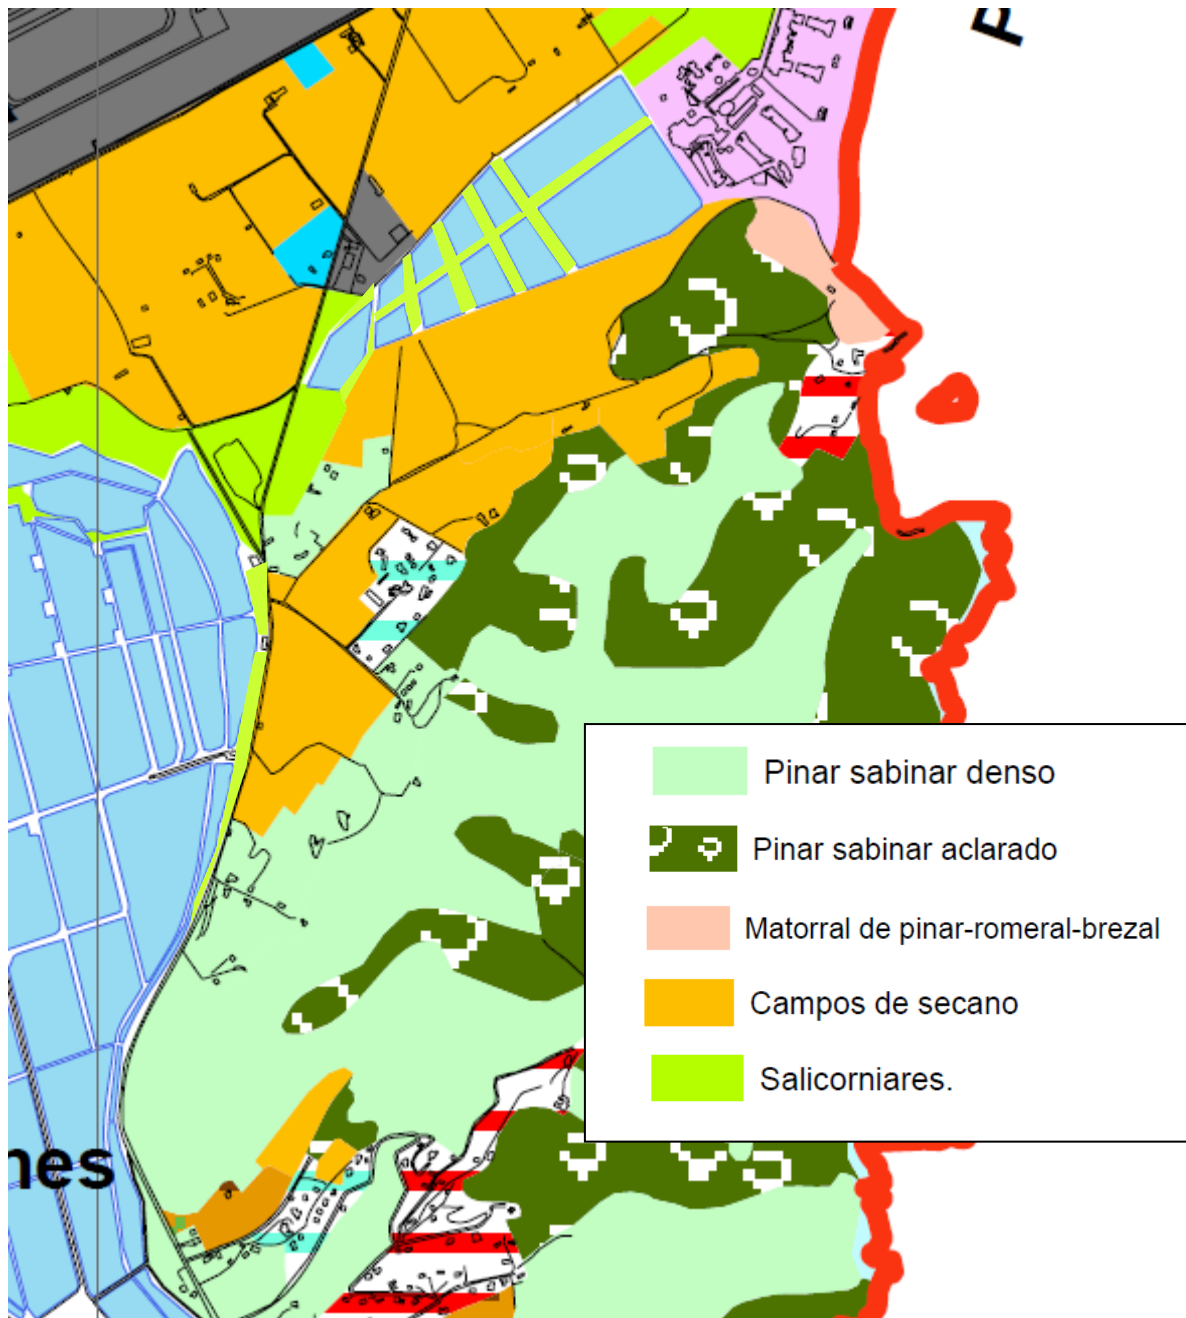 P
Pinar sabinar denso
Pinar sabinar aclarado
Matorral de pinar-romeral-brezal
Campos de secano
Salicorniares.
nes